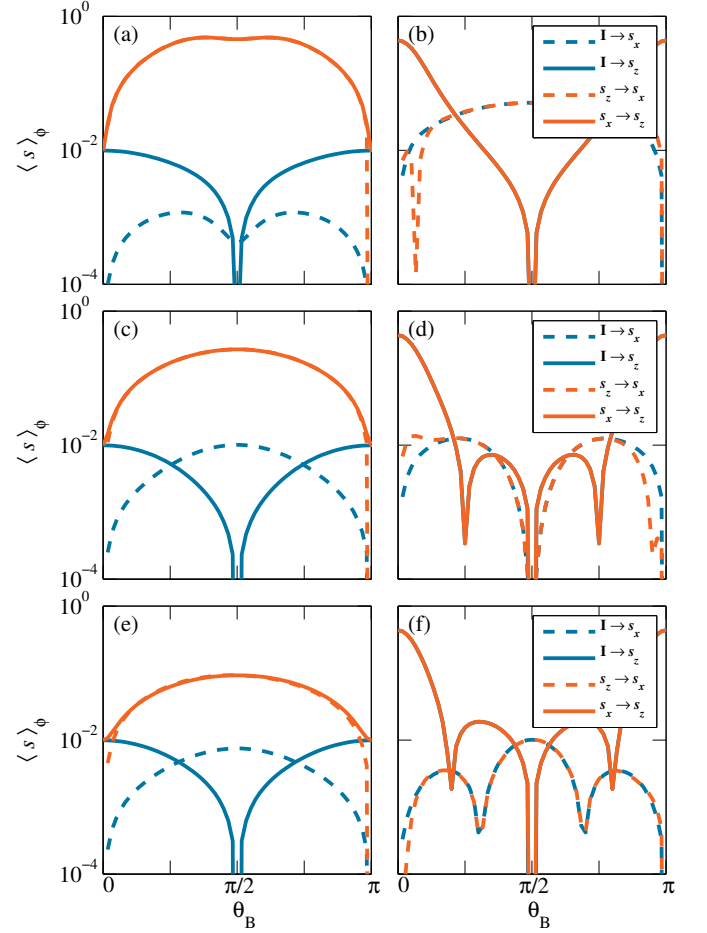 (a)
10^0
10^-2
10^-4
⟨ s ⟩_ϕ
(b)
I → s_x
I → s_z
s_z → s_x
s_x → s_z
(c)
10^0
10^-2
10^-4
⟨ s ⟩_ϕ
(d)
I → s_x
I → s_z
s_z → s_x
s_x → s_z
(e)
10^0
10^-2
10^-4
⟨ s ⟩_ϕ
(f)
I → s_x
I → s_z
s_z → s_x
s_x → s_z
0 π/2 π
θ_B
0 π/2 π
θ_B